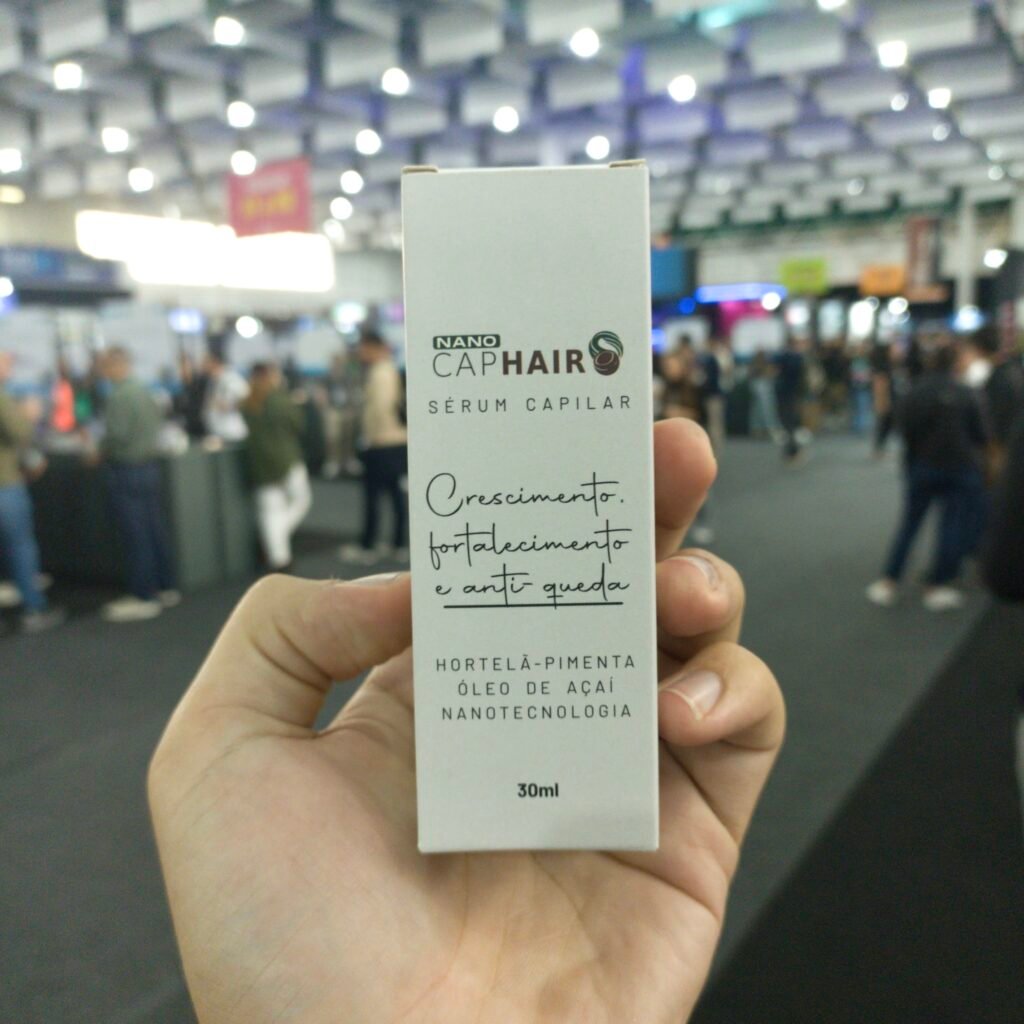 NANO
CAPHAIR
SÉRUM CAPILAR
Crescimento,
fortalecimento
e anti-queda
HORTELÃ-PIMENTA
ÓLEO DE AÇAÍ
NANOTECNOLOGIA
30ml